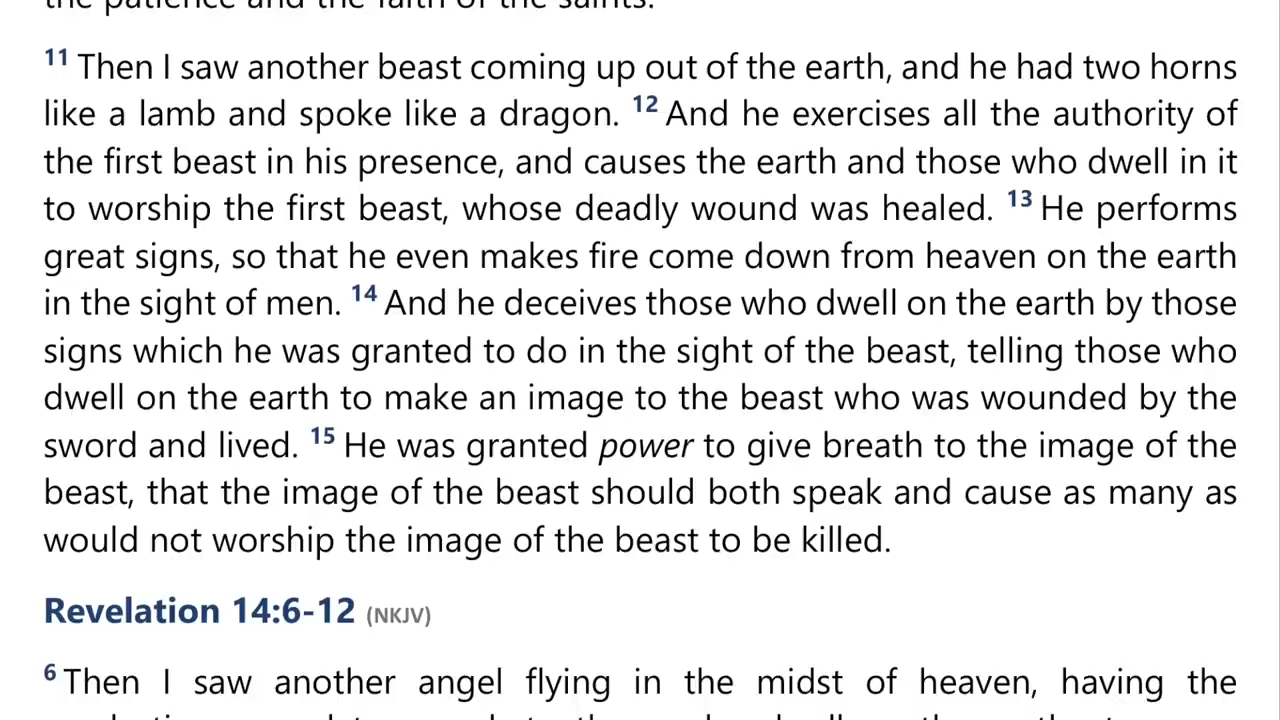 the patience and the faith of the saints.
11 Then I saw another beast coming up out of the earth, and he had two horns
like a lamb and spoke like a dragon. 12 And he exercises all the authority of
the first beast in his presence, and causes the earth and those who dwell in it
to worship the first beast, whose deadly wound was healed. 13 He performs
great signs, so that he even makes fire come down from heaven on the earth
in the sight of men. 14 And he deceives those who dwell on the earth by those
signs which he was granted to do in the sight of the beast, telling those who
dwell on the earth to make an image to the beast who was wounded by the
sword and lived. 15 He was granted power to give breath to the image of the
beast, that the image of the beast should both speak and cause as many as
would not worship the image of the beast to be killed.
Revelation 14:6-12 (NKJV)
6 Then I saw another angel flying in the midst of heaven, having the